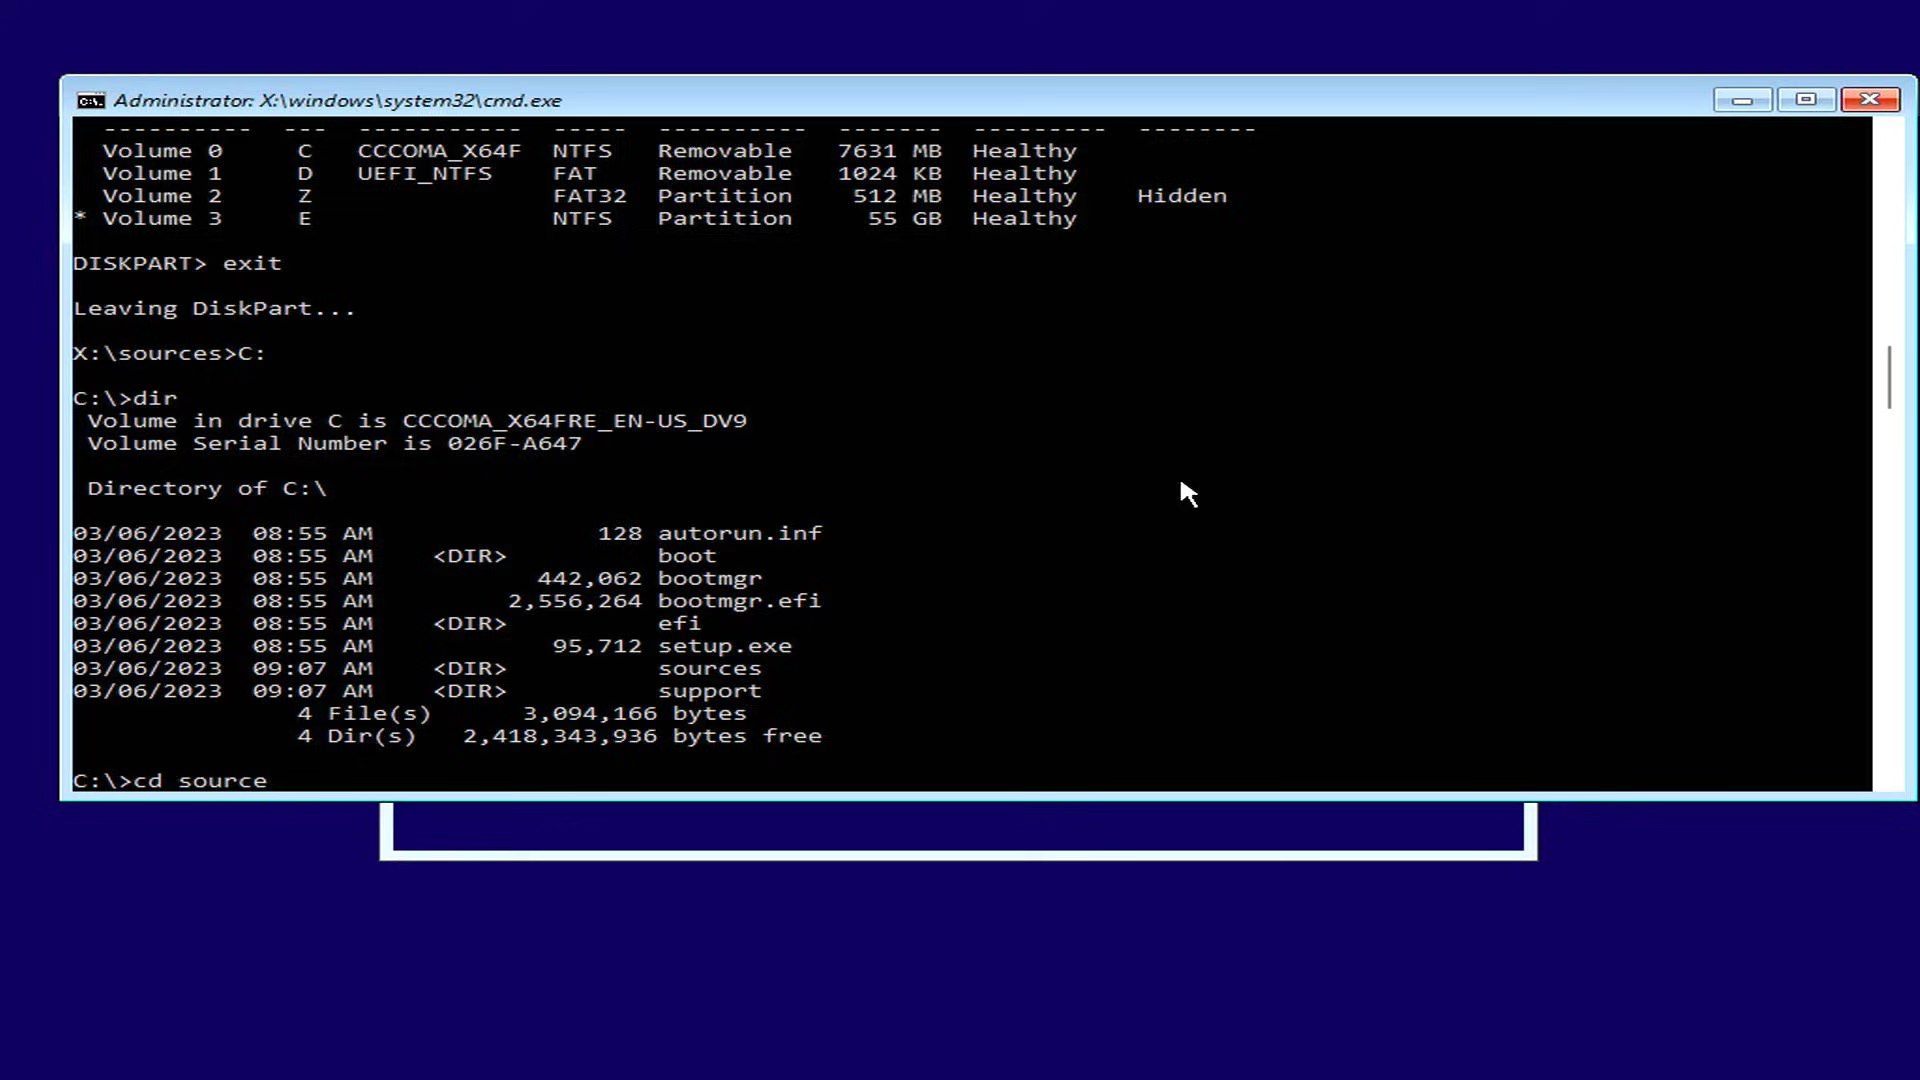 Administrator: X:\windows\system32\cmd.exe
---------- --- ----------- ----- ---------- ------- --------- --------
Volume 0 C CCCOMA_X64F NTFS Removable 7631 MB Healthy
Volume 1 D UEFI_NTFS FAT Removable 1024 KB Healthy
Volume 2 Z FAT32 Partition 512 MB Healthy Hidden
* Volume 3 E NTFS Partition 55 GB Healthy
DISKPART> exit
Leaving DiskPart...
X:\sources>C:
C:\>dir
Volume in drive C is CCCOMA_X64FRE_EN-US_DV9
Volume Serial Number is 026F-A647
Directory of C:\
03/06/2023 08:55 AM 128 autorun.inf
03/06/2023 08:55 AM <DIR> boot
03/06/2023 08:55 AM 442,062 bootmgr
03/06/2023 08:55 AM 2,556,264 bootmgr.efi
03/06/2023 08:55 AM <DIR> efi
03/06/2023 08:55 AM 95,712 setup.exe
03/06/2023 09:07 AM <DIR> sources
03/06/2023 09:07 AM <DIR> support
4 File(s) 3,094,166 bytes
4 Dir(s) 2,418,343,936 bytes free
C:\>cd source